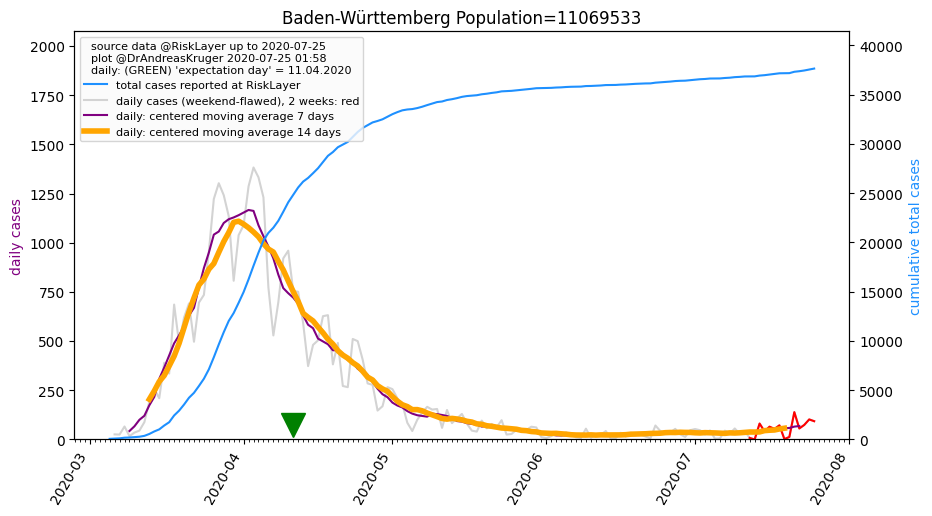 Baden-Württemberg Population=11069533
source data @RiskLayer up to 2020-07-25
plot @DrAndreasKruger 2020-07-25 01:58
daily: (GREEN) 'expectation day' = 11.04.2020
total cases reported at RiskLayer
daily cases (weekend-flawed), 2 weeks: red
daily: centered moving average 7 days
daily: centered moving average 14 days
daily cases
2000
1750
1500
1250
1000
750
500
250
0
cumulative total cases
40000
35000
30000
25000
20000
15000
10000
5000
0
2020-03
2020-04
2020-05
2020-06
2020-07
2020-08